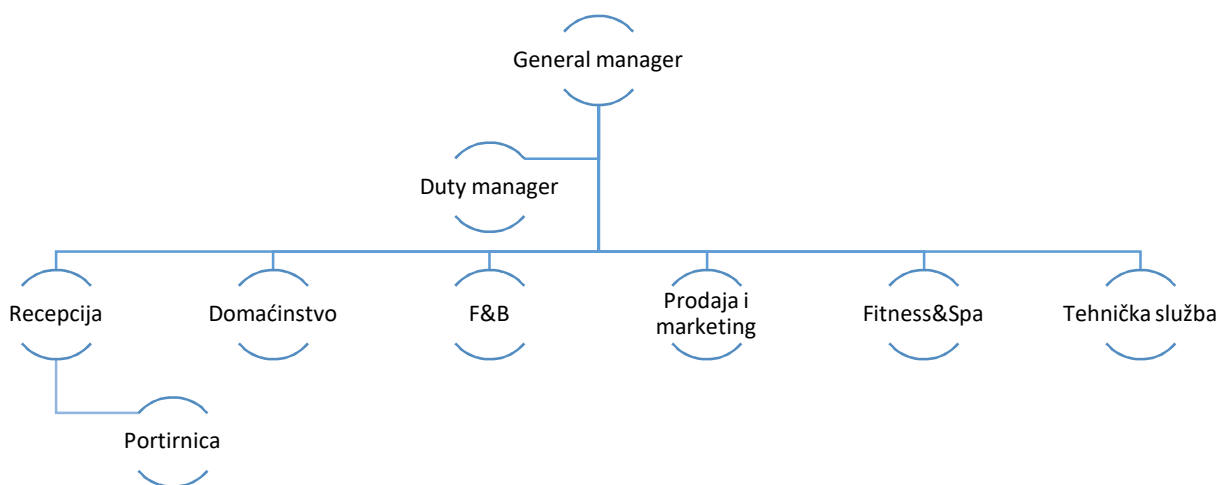 General manager
Duty manager
Recepcija
Domaćinstvo
F&B
Prodaja i
marketing
Fitness&Spa
Tehnička služba
Portirnica